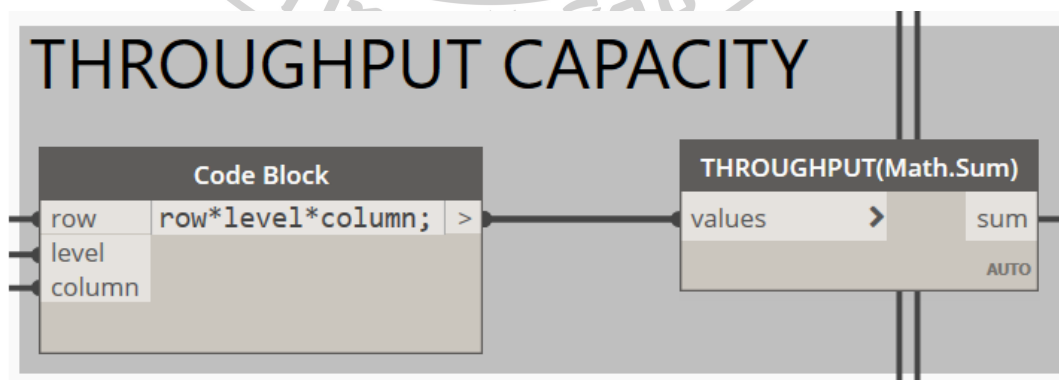 THROUGHPUT CAPACITY
Code Block
row
row*level*column;
>
level
column
THROUGHPUT(Math.Sum)
values
sum
AUTO